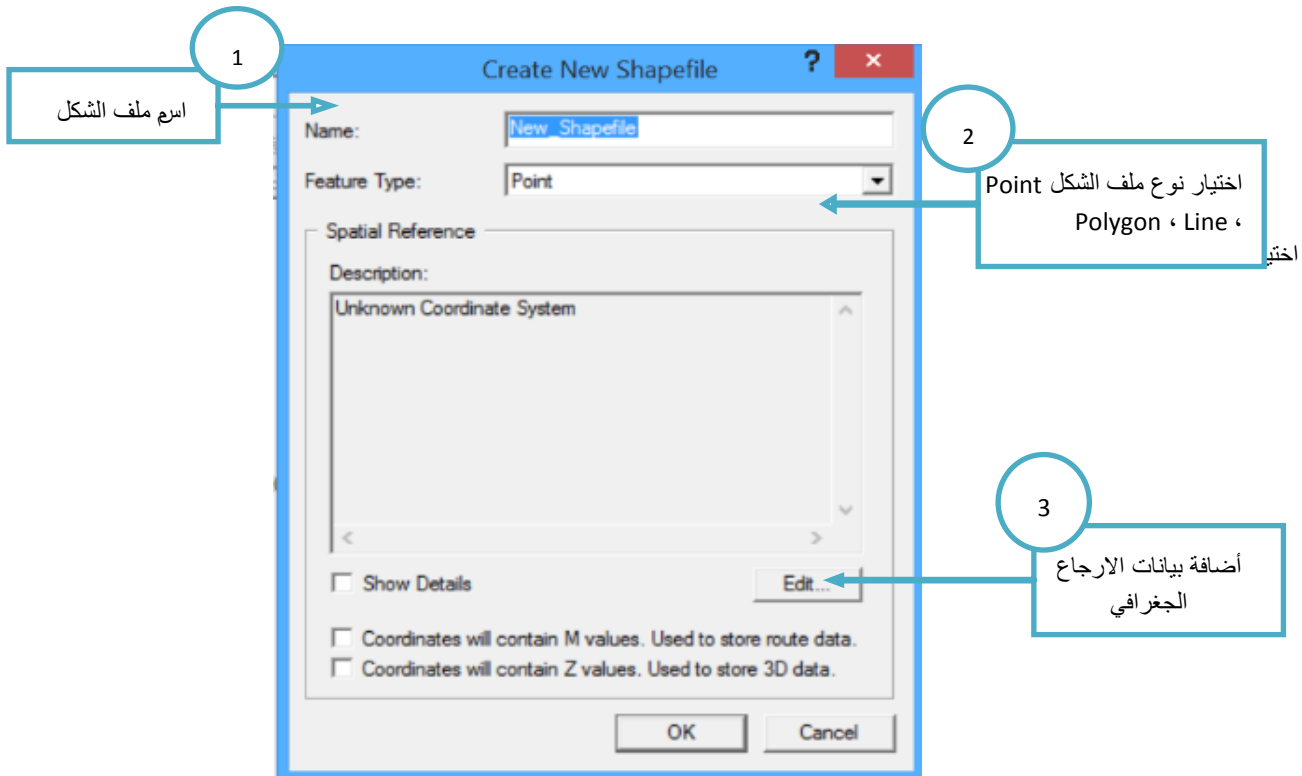 1
اسم ملف الشكل
Create New Shapefile
?
Name:
New_Shapefile
2
Feature Type:
Point
اختيار نوع ملف الشكل Point
، Line ، Polygon
اختي
Spatial Reference
Description:
Unknown Coordinate System
3
أضافة بيانات الارجاع
الجغرافي
Show Details
Edit...
Coordinates will contain M values. Used to store route data.
Coordinates will contain Z values. Used to store 3D data.
OK
Cancel